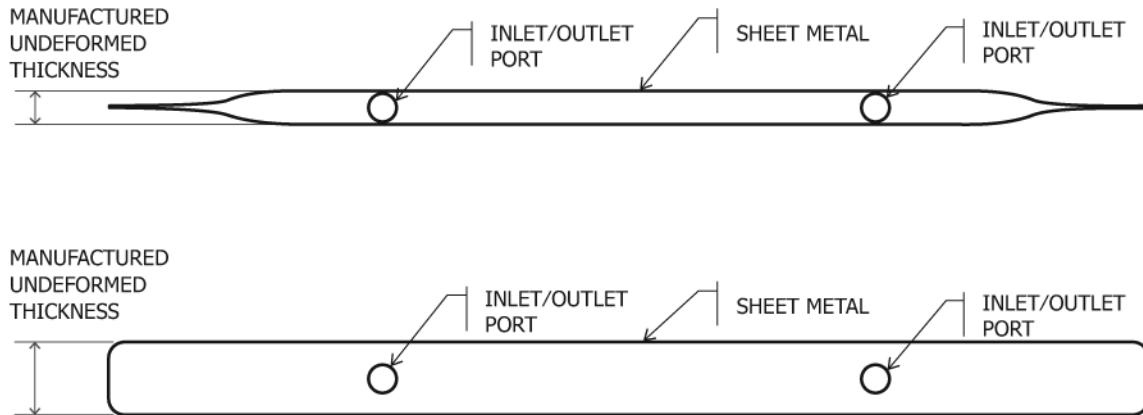 MANUFACTURED
UNDEFORMED
THICKNESS
INLET/OUTLET
PORT
SHEET METAL
INLET/OUTLET
PORT
MANUFACTURED
UNDEFORMED
THICKNESS
INLET/OUTLET
PORT
SHEET METAL
INLET/OUTLET
PORT